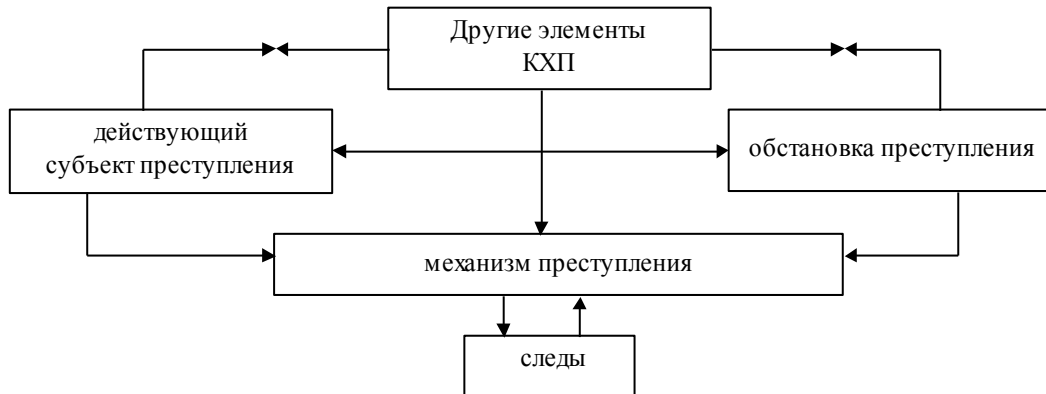 Другие элементы
КХП
действующий
субъект преступления
обстановка преступления
механизм преступления
следы